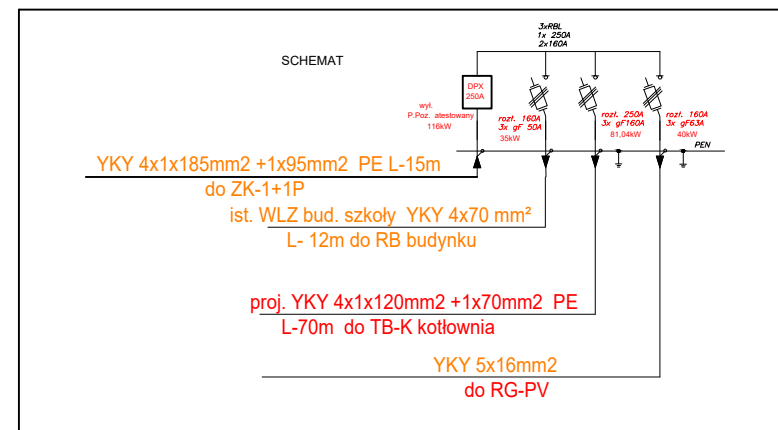 3xRBL
1x 250A
2x160A
SCHEMAT
DPX
250A
wył.
P.Poz. atestowany
116kW
rozł. 160A
3x gF 50A
35kW
rozł. 250A
3x gF160A
81,04kW
rozł. 160A
3x gF63A
40kW
PEN
YKY 4x1x185mm2 +1x95mm2 PE L-15m
do ZK-1+1P
ist. WLZ bud. szkoły YKY 4x70 mm²
L- 12m do RB budynku
proj. YKY 4x1x120mm2 +1x70mm2 PE
L-70m do TB-K kotłownia
YKY 5x16mm2
do RG-PV